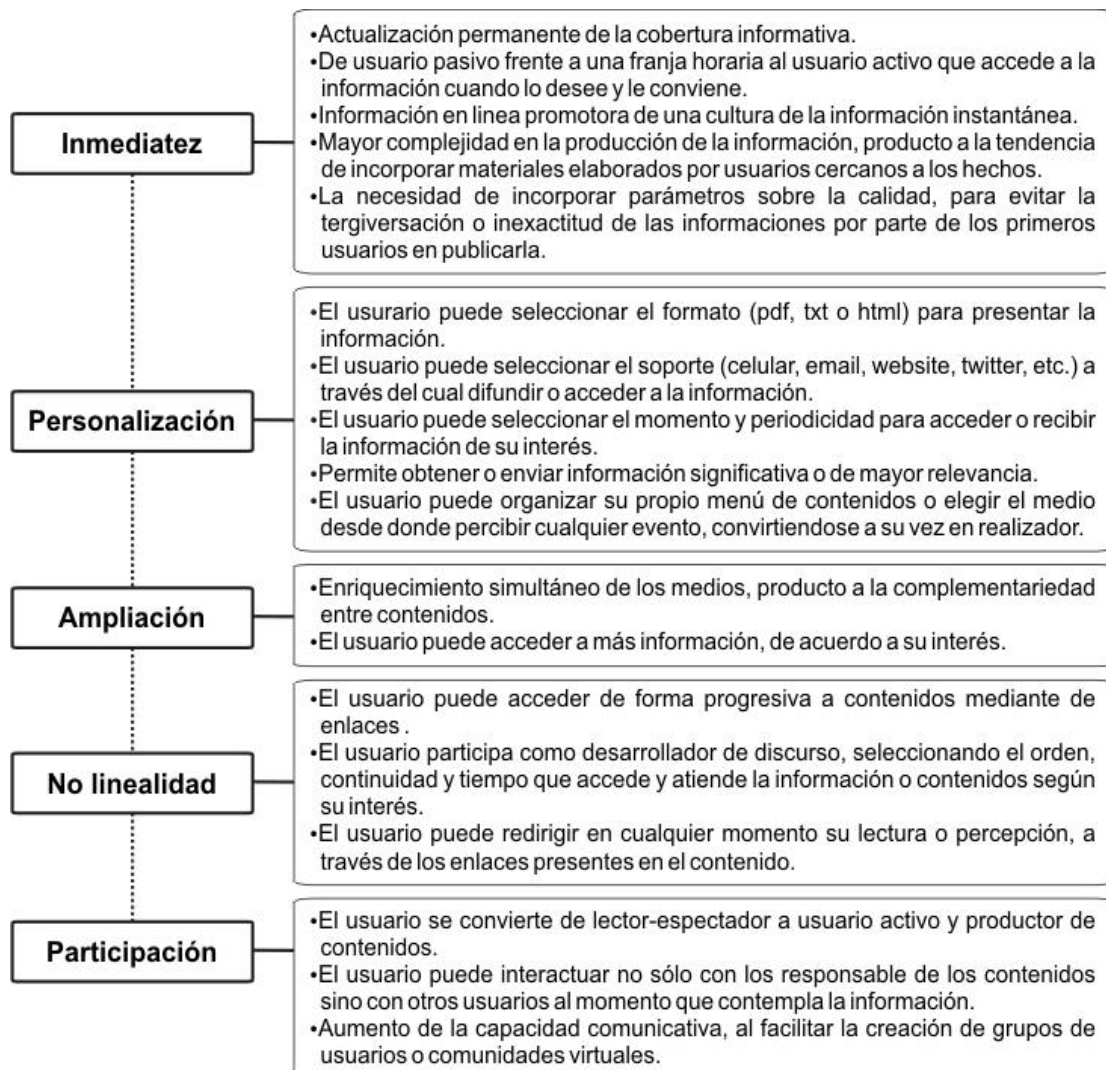 Inmediatez
•Actualización permanente de la cobertura informativa.
•De usuario pasivo frente a una franja horaria al usuario activo que accede a la
información cuando lo desee y le conviene.
•Información en linea promotora de una cultura de la información instantánea.
•Mayor complejidad en la producción de la información, producto a la tendencia
de incorporar materiales elaborados por usuarios cercanos a los hechos.
•La necesidad de incorporar parámetros sobre la calidad, para evitar la
tergiversación o inexactitud de las informaciones por parte de los primeros
usuarios en publicarla.
Personalización
•El usurario puede seleccionar el formato (pdf, txt o html) para presentar la
información.
•El usuario puede seleccionar el soporte (celular, email, website, twitter, etc.) a
través del cual difundir o acceder a la información.
•El usuario puede seleccionar el momento y periodicidad para acceder o recibir
la información de su interés.
•Permite obtener o enviar información significativa o de mayor relevancia.
•El usuario puede organizar su propio menú de contenidos o elegir el medio
desde donde percibir cualquier evento, convirtiendose a su vez en realizador.
Ampliación
•Enriquecimiento simultáneo de los medios, producto a la complementariedad
entre contenidos.
•El usuario puede acceder a más información, de acuerdo a su interés.
No linealidad
•El usuario puede acceder de forma progresiva a contenidos mediante de
enlaces .
•El usuario participa como desarrollador de discurso, seleccionando el orden,
continuidad y tiempo que accede y atiende la información o contenidos según
su interés.
•El usuario puede redirigir en cualquier momento su lectura o percepción, a
través de los enlaces presentes en el contenido.
Participación
•El usuario se convierte de lector-espectador a usuario activo y productor de
contenidos.
•El usuario puede interactuar no sólo con los responsable de los contenidos
sino con otros usuarios al momento que contempla la información.
•Aumento de la capacidad comunicativa, al facilitar la creación de grupos de
usuarios o comunidades virtuales.